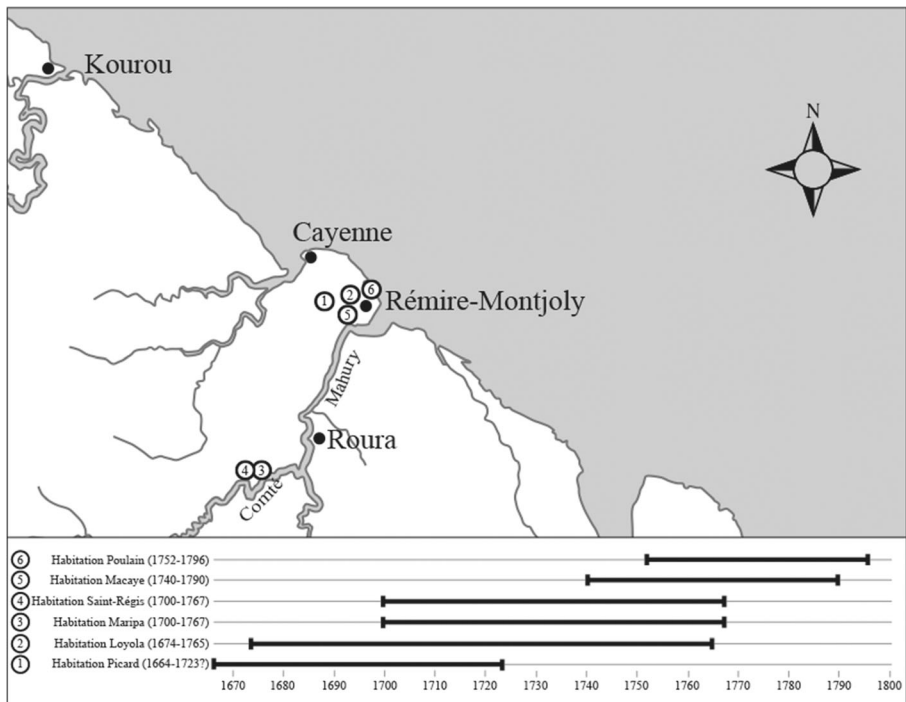 Kourou
N
Cayenne
① ② ⑥
Rémire-Montjoly
⑤
Mahury
Roura
④ ③
Comté
⑥ Habitation Poulain (1752-1796)
⑤ Habitation Macaye (1740-1790)
④ Habitation Saint-Régis (1700-1767)
③ Habitation Maripa (1700-1767)
② Habitation Loyola (1674-1765)
① Habitation Picard (1664-1723?)
1670 1680 1690 1700 1710 1720 1730 1740 1750 1760 1770 1780 1790 1800